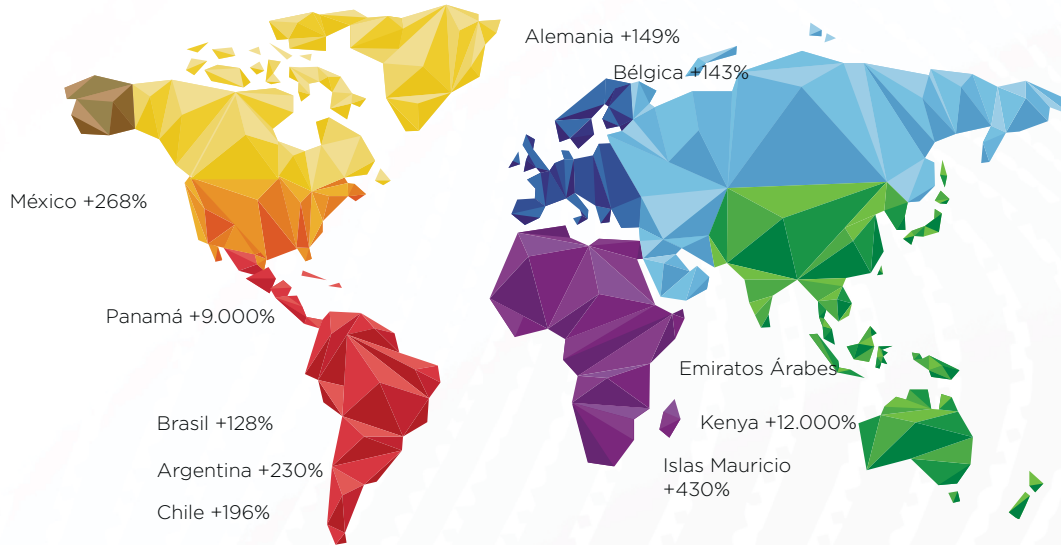 Alemania +149%
Bélgica +143%
México +268%
Panamá +9.000%
Emiratos Árabes
Brasil +128%
Kenya +12.000%
Argentina +230%
Islas Mauricio
+430%
Chile +196%